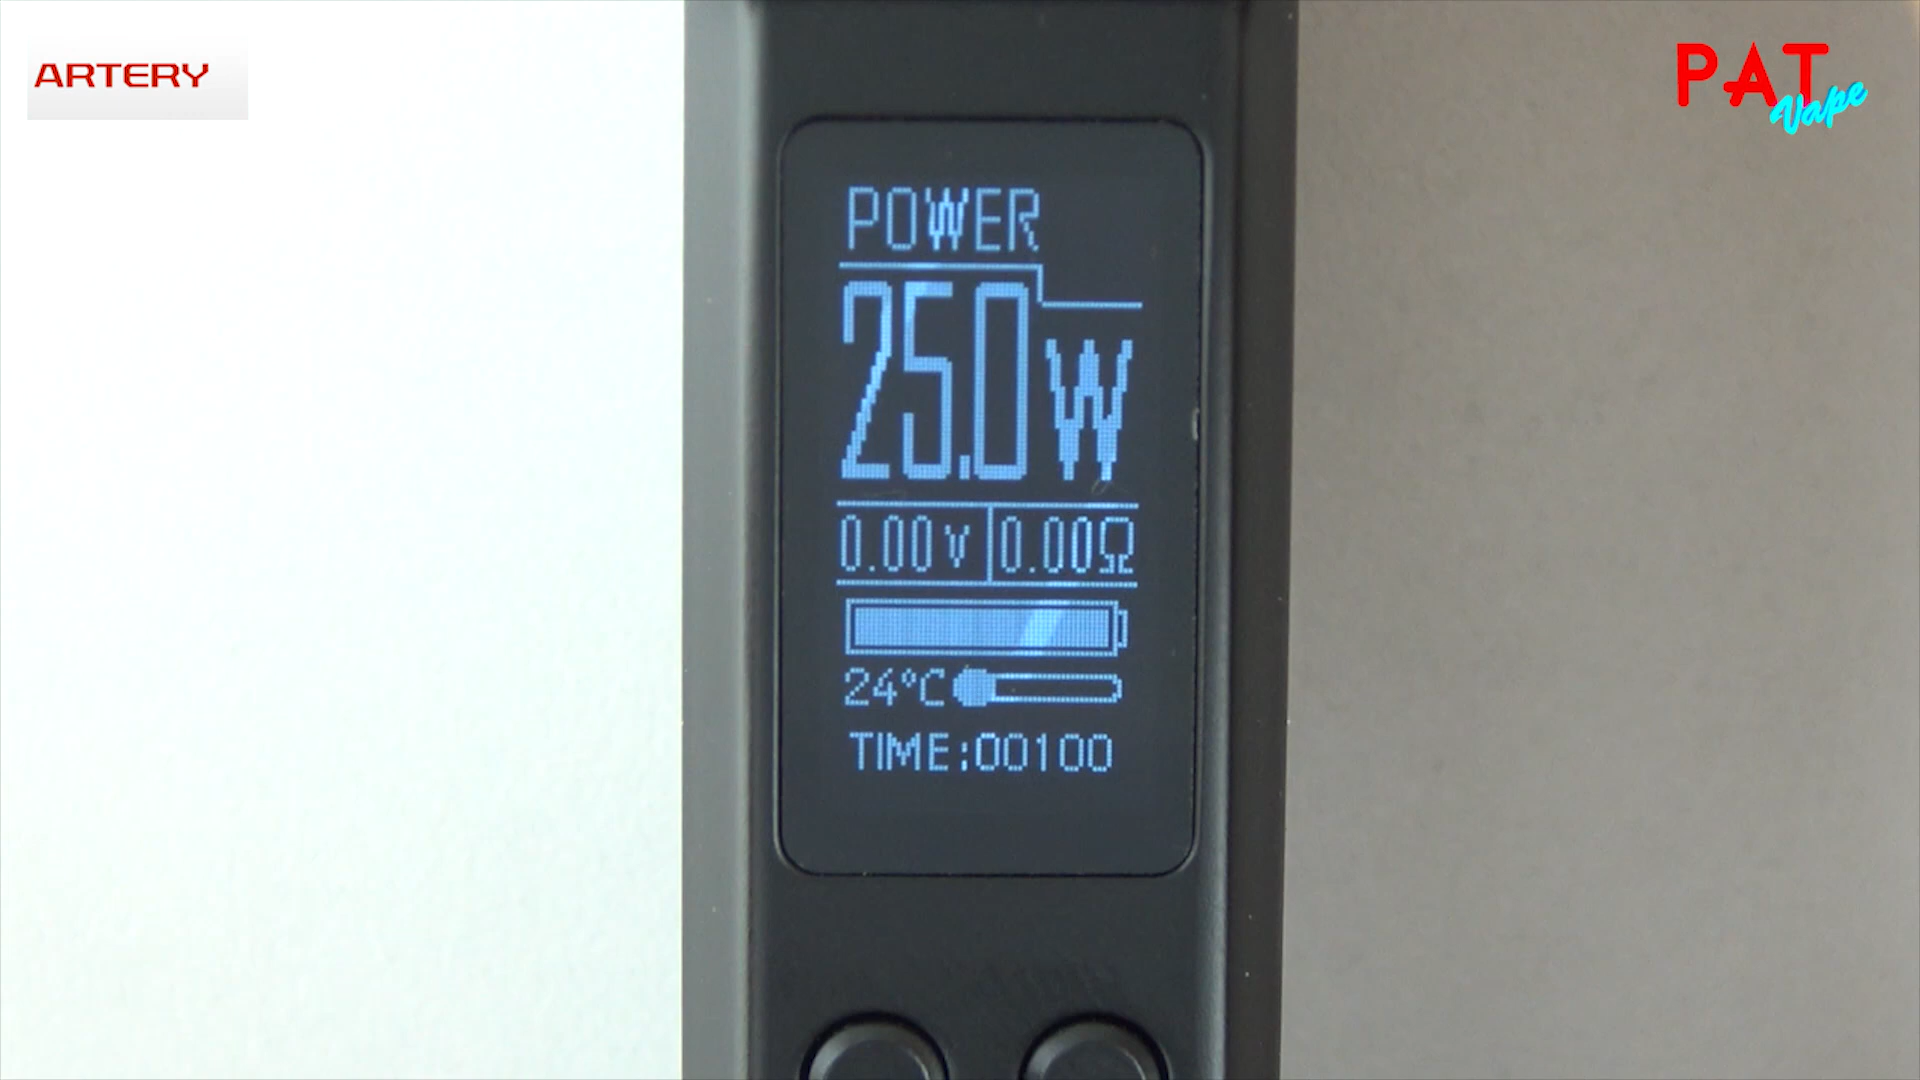 ARTERY
PAT
Vape
POWER
25.0W
0.00V 0.00Ω
24°C
TIME:00100